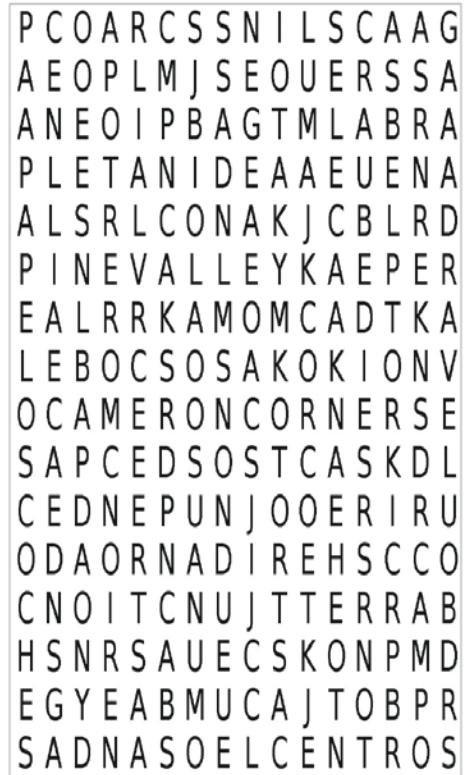 P C O A R C S S N I L S C A A G
A E O P L M J S E O U E R S S A
A N E O I P B A G T M L A B R A
P L E T A N I D E A A E U E N A
A L S R L C O N A K J C B L R D
P I N E V A L L E Y K A E P E R
E A L R R K A M O M C A D T K A
L E B O C S O S A K O K I O N V
O C A M E R O N C O R N E R S E
S A P C E D S O S T C A S K D L
C E D N E P U N J O O E R I R U
O D A O R N A D I R E H S C C O
C N O I T C N U J T T E R R A B
H S N R S A U E C S K O N P M D
E G Y E A B M U C A J T O B P R
S A D N A S O E L C E N T R O S